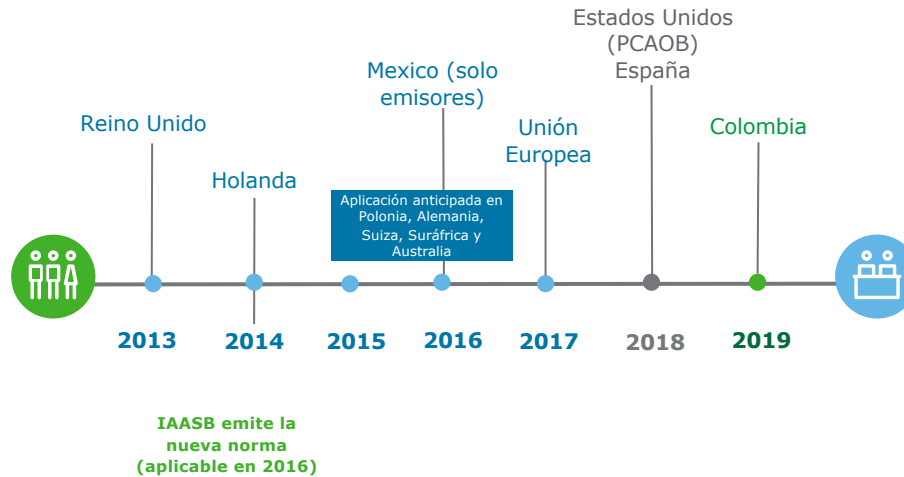 Estados Unidos
(PCAOB)
España
Mexico (solo
emisores)
Reino Unido
Unión
Europea
Colombia
Holanda
Aplicación anticipada en
Polonia, Alemania,
Suiza, Suráfrica y
Australia
2013
2014
2015
2016
2017
2018
2019
IAASB emite la
nueva norma
(aplicable en 2016)